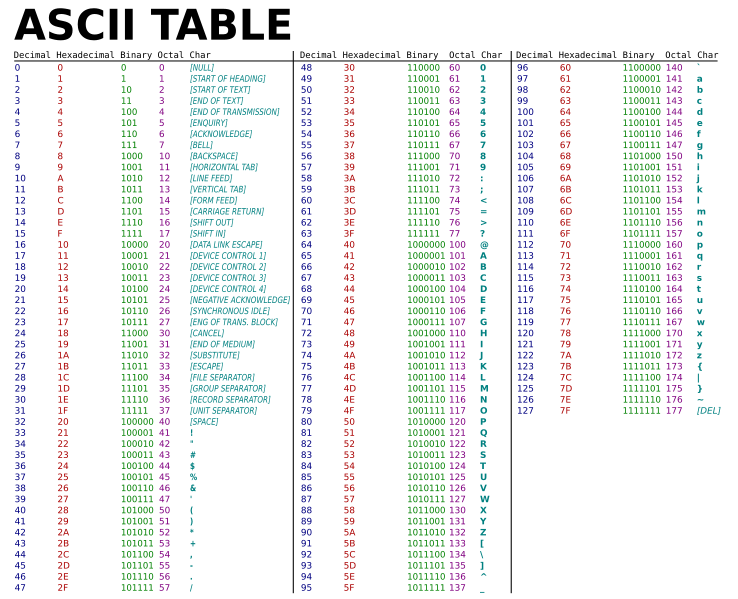 ASCII TABLE
Decimal Hexadecimal Binary Octal Char
0 0 0 0 [NULL]
1 1 1 1 [START OF HEADING]
2 2 10 2 [START OF TEXT]
3 3 11 3 [END OF TEXT]
4 4 100 4 [END OF TRANSMISSION]
5 5 101 5 [ENQUIRY]
6 6 110 6 [ACKNOWLEDGE]
7 7 111 7 [BELL]
8 8 1000 10 [BACKSPACE]
9 9 1001 11 [HORIZONTAL TAB]
10 A 1010 12 [LINE FEED]
11 B 1011 13 [VERTICAL TAB]
12 C 1100 14 [FORM FEED]
13 D 1101 15 [CARRIAGE RETURN]
14 E 1110 16 [SHIFT OUT]
15 F 1111 17 [SHIFT IN]
16 10 10000 20 [DATA LINK ESCAPE]
17 11 10001 21 [DEVICE CONTROL 1]
18 12 10010 22 [DEVICE CONTROL 2]
19 13 10011 23 [DEVICE CONTROL 3]
20 14 10100 24 [DEVICE CONTROL 4]
21 15 10101 25 [NEGATIVE ACKNOWLEDGE]
22 16 10110 26 [SYNCHRONOUS IDLE]
23 17 10111 27 [ENG OF TRANS. BLOCK]
24 18 11000 30 [CANCEL]
25 19 11001 31 [END OF MEDIUM]
26 1A 11010 32 [SUBSTITUTE]
27 1B 11011 33 [ESCAPE]
28 1C 11100 34 [FILE SEPARATOR]
29 1D 11101 35 [GROUP SEPARATOR]
30 1E 11110 36 [RECORD SEPARATOR]
31 1F 11111 37 [UNIT SEPARATOR]
32 20 100000 40 [SPACE]
33 21 100001 41 !
34 22 100010 42 "
35 23 100011 43 #
36 24 100100 44 $
37 25 100101 45 %
38 26 100110 46 &
39 27 100111 47 '
40 28 101000 50 (
41 29 101001 51 )
42 2A 101010 52 *
43 2B 101011 53 +
44 2C 101100 54 ,
45 2D 101101 55 -
46 2E 101110 56 .
47 2F 101111 57 /
Decimal Hexadecimal Binary Octal Char
48 30 110000 60 0
49 31 110001 61 1
50 32 110010 62 2
51 33 110011 63 3
52 34 110100 64 4
53 35 110101 65 5
54 36 110110 66 6
55 37 110111 67 7
56 38 111000 70 8
57 39 111001 71 9
58 3A 111010 72 :
59 3B 111011 73 ;
60 3C 111100 74 <
61 3D 111101 75 =
62 3E 111110 76 >
63 3F 111111 77 ?
64 40 1000000 100 @
65 41 1000001 101 A
66 42 1000010 102 B
67 43 1000011 103 C
68 44 1000100 104 D
69 45 1000101 105 E
70 46 1000110 106 F
71 47 1000111 107 G
72 48 1001000 110 H
73 49 1001001 111 I
74 4A 1001010 112 J
75 4B 1001011 113 K
76 4C 1001100 114 L
77 4D 1001101 115 M
78 4E 1001110 116 N
79 4F 1001111 117 O
80 50 1010000 120 P
81 51 1010001 121 Q
82 52 1010010 122 R
83 53 1010011 123 S
84 54 1010100 124 T
85 55 1010101 125 U
86 56 1010110 126 V
87 57 1010111 127 W
88 58 1011000 130 X
89 59 1011001 131 Y
90 5A 1011010 132 Z
91 5B 1011011 133 [
92 5C 1011100 134 \
93 5D 1011101 135 ]
94 5E 1011110 136 ^
95 5F 1011111 137 _
Decimal Hexadecimal Binary Octal Char
96 60 1100000 140 `
97 61 1100001 141 a
98 62 1100010 142 b
99 63 1100011 143 c
100 64 1100100 144 d
101 65 1100101 145 e
102 66 1100110 146 f
103 67 1100111 147 g
104 68 1101000 150 h
105 69 1101001 151 i
106 6A 1101010 152 j
107 6B 1101011 153 k
108 6C 1101100 154 l
109 6D 1101101 155 m
110 6E 1101110 156 n
111 6F 1101111 157 o
112 70 1110000 160 p
113 71 1110001 161 q
114 72 1110010 162 r
115 73 1110011 163 s
116 74 1110100 164 t
117 75 1110101 165 u
118 76 1110110 166 v
119 77 1110111 167 w
120 78 1111000 170 x
121 79 1111001 171 y
122 7A 1111010 172 z
123 7B 1111011 173 {
124 7C 1111100 174 |
125 7D 1111101 175 }
126 7E 1111110 176 ~
127 7F 1111111 177 [DEL]